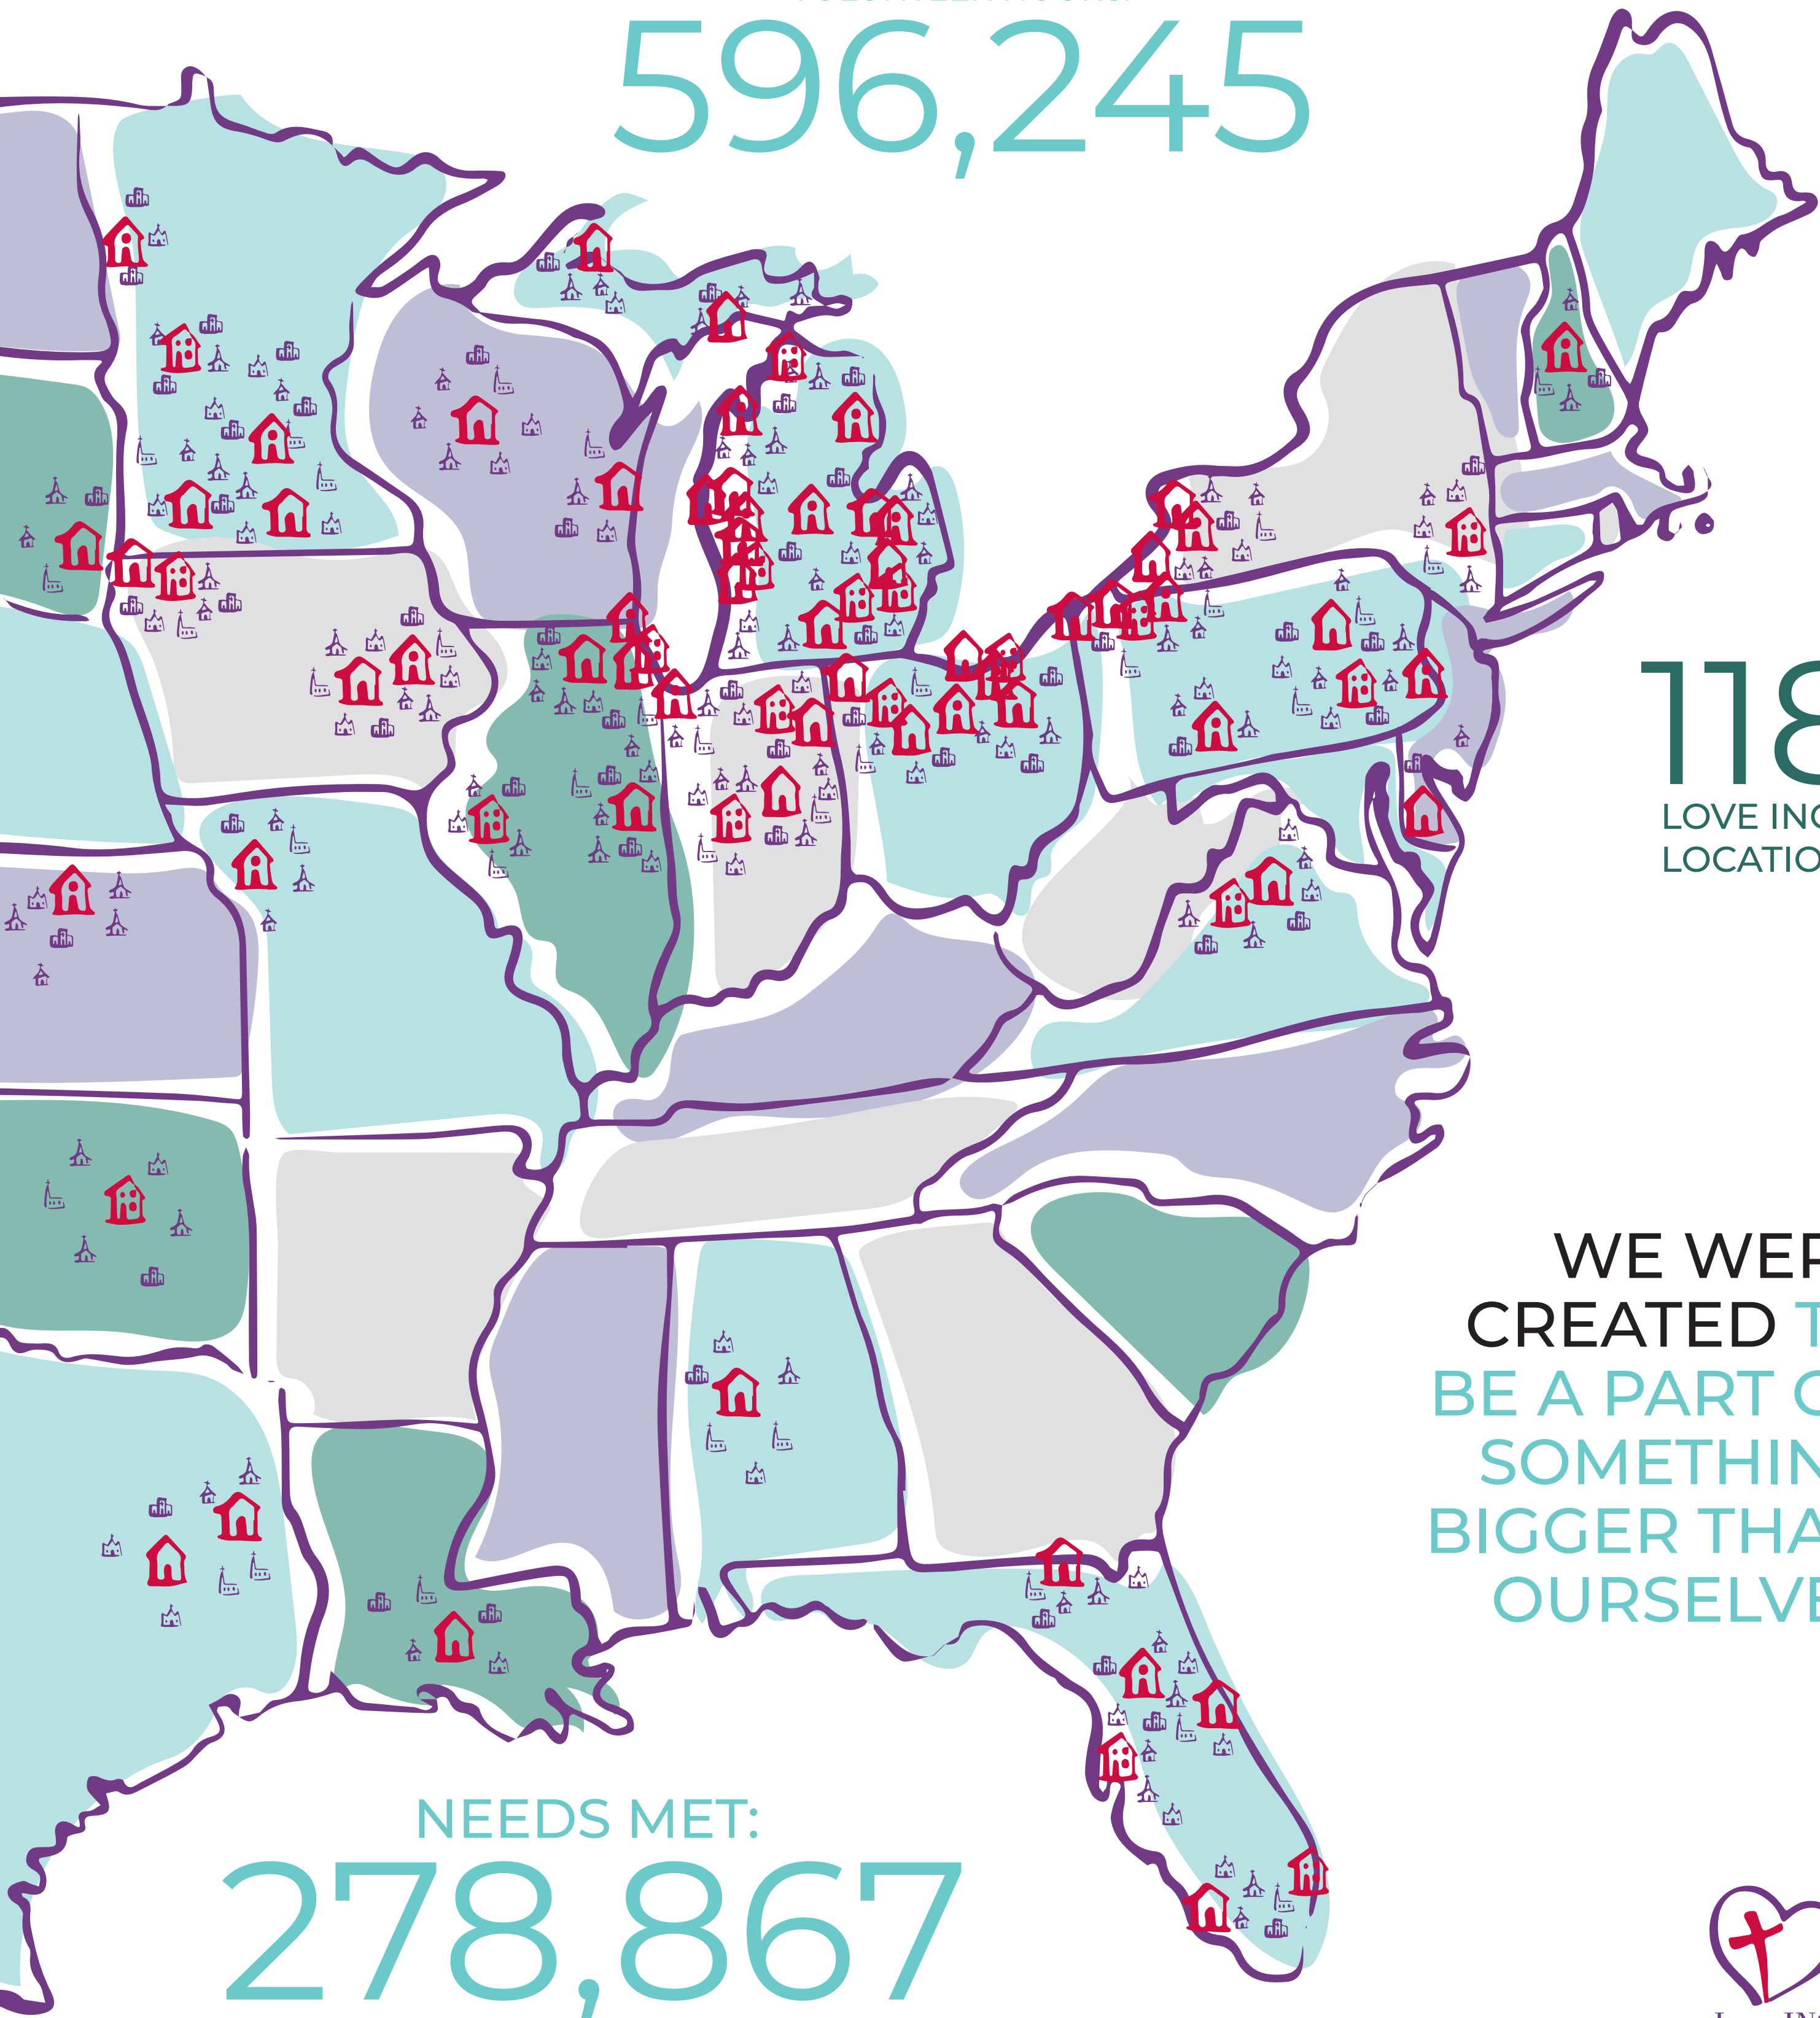 596,245
118
LOVE INC
LOCATIO
WE WER
CREATED T
BE A PART O
SOMETHIN
BIGGER THA
OURSELVE
NEEDS MET:
278,867